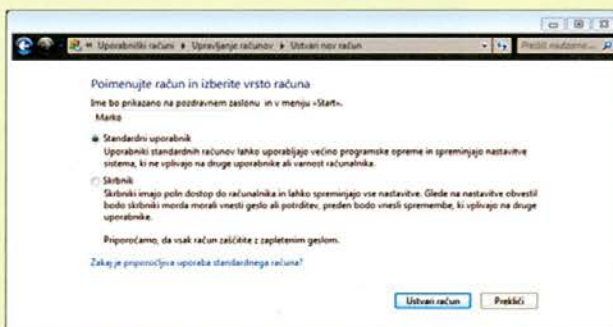 « Uporabniški računi ▸ Upravljanje računov ▸ Ustvari nov račun
Poimenujte račun in izberite vrsto računa
Ime bo prikazano na pozdravnem zaslonu in v meniju »Start«.
Marko
Standardni uporabnik
Uporabniki standardnih računov lahko uporabljajo večino programske opreme in spreminjajo nastavitve
sistema, ki ne vplivajo na druge uporabnike ali varnost računalnika.
Skrbnik
Skrbniki imajo poln dostop do računalnika in lahko spreminjajo vse nastavitve. Glede na nastavitve obvestil
bodo skrbniki morda morali vnesti geslo ali potrditev, preden bodo vnesli spremembe, ki vplivajo na druge
uporabnike.
Priporočamo, da vsak račun zaščitite z zapletenim geslom.
Zakaj je priporočljiva uporaba standardnega računa?
Ustvari račun Prekliči